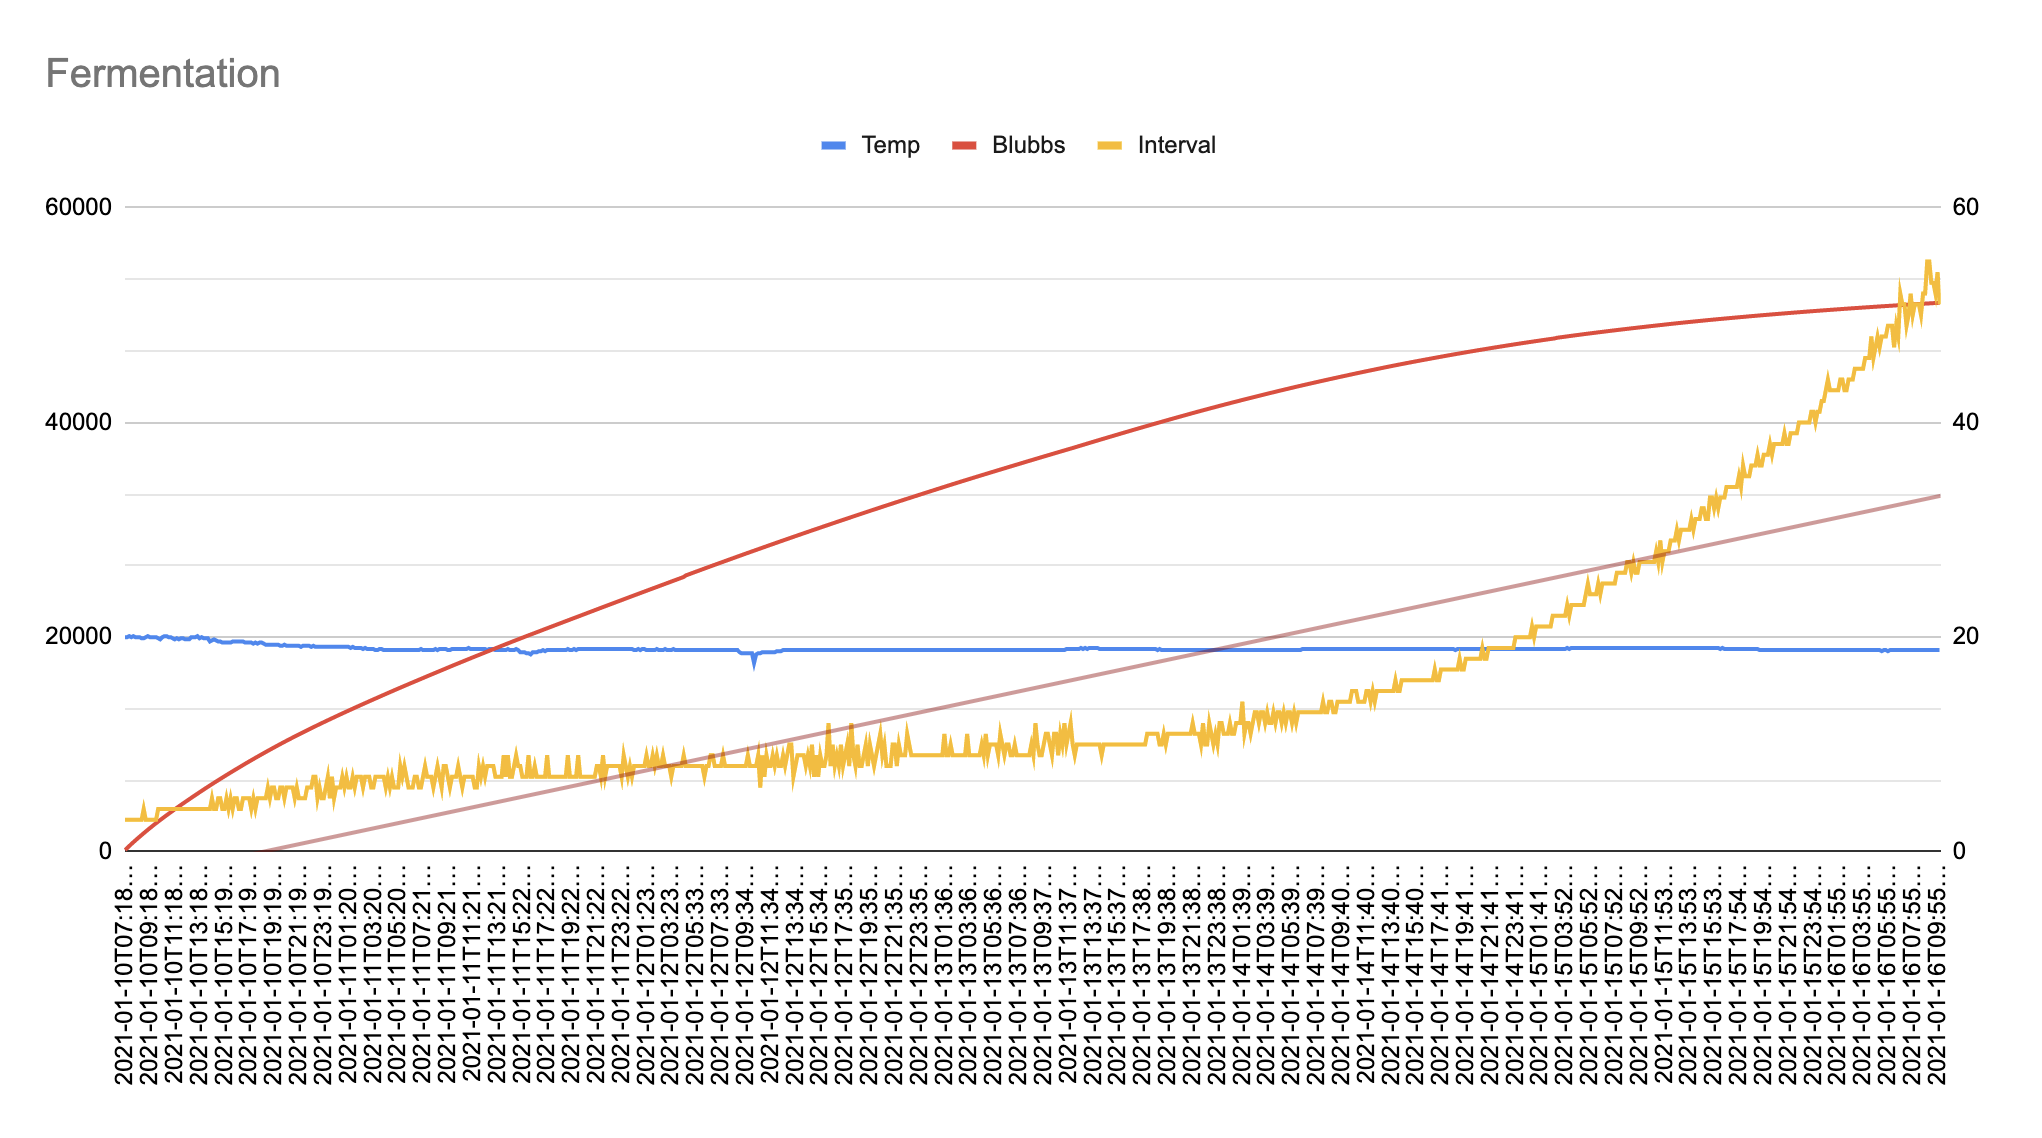 Fermentation
Temp Blubbs Interval
60000
40000
20000
0
60
40
20
0
2021-01-10T07:18…
2021-01-10T09:18…
2021-01-10T11:18…
2021-01-10T13:18…
2021-01-10T15:19…
2021-01-10T17:19…
2021-01-10T19:19…
2021-01-10T21:19…
2021-01-10T23:19…
2021-01-11T01:20…
2021-01-11T03:20…
2021-01-11T05:20…
2021-01-11T07:21…
2021-01-11T09:21…
2021-01-11T11:21…
2021-01-11T13:21…
2021-01-11T15:22…
2021-01-11T17:22…
2021-01-11T19:22…
2021-01-11T21:22…
2021-01-11T23:22…
2021-01-12T01:23…
2021-01-12T03:23…
2021-01-12T05:33…
2021-01-12T07:33…
2021-01-12T09:34…
2021-01-12T11:34…
2021-01-12T13:34…
2021-01-12T15:34…
2021-01-12T17:35…
2021-01-12T19:35…
2021-01-12T21:35…
2021-01-12T23:35…
2021-01-13T01:36…
2021-01-13T03:36…
2021-01-13T05:36…
2021-01-13T07:36…
2021-01-13T09:37…
2021-01-13T11:37…
2021-01-13T13:37…
2021-01-13T15:37…
2021-01-13T17:38…
2021-01-13T19:38…
2021-01-13T21:38…
2021-01-13T23:38…
2021-01-14T01:39…
2021-01-14T03:39…
2021-01-14T05:39…
2021-01-14T07:39…
2021-01-14T09:40…
2021-01-14T11:40…
2021-01-14T13:40…
2021-01-14T15:40…
2021-01-14T17:41…
2021-01-14T19:41…
2021-01-14T21:41…
2021-01-14T23:41…
2021-01-15T01:41…
2021-01-15T03:52…
2021-01-15T05:52…
2021-01-15T07:52…
2021-01-15T09:52…
2021-01-15T11:53…
2021-01-15T13:53…
2021-01-15T15:53…
2021-01-15T17:54…
2021-01-15T19:54…
2021-01-15T21:54…
2021-01-15T23:54…
2021-01-16T01:55…
2021-01-16T03:55…
2021-01-16T05:55…
2021-01-16T07:55…
2021-01-16T09:55…